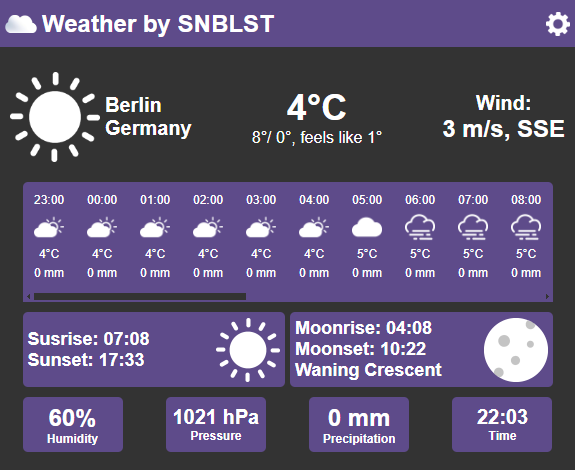 Weather by SNBLST
Berlin
Germany
4°C
8°/ 0°, feels like 1°
Wind:
3 m/s, SSE
23:00 00:00 01:00 02:00 03:00 04:00 05:00 06:00 07:00 08:00
4°C 4°C 4°C 4°C 4°C 4°C 5°C 5°C 5°C 5°C
0 mm 0 mm 0 mm 0 mm 0 mm 0 mm 0 mm 0 mm 0 mm 0 mm
Susrise: 07:08
Sunset: 17:33
Moonrise: 04:08
Moonset: 10:22
Waning Crescent
60%
Humidity
1021 hPa
Pressure
0 mm
Precipitation
22:03
Time